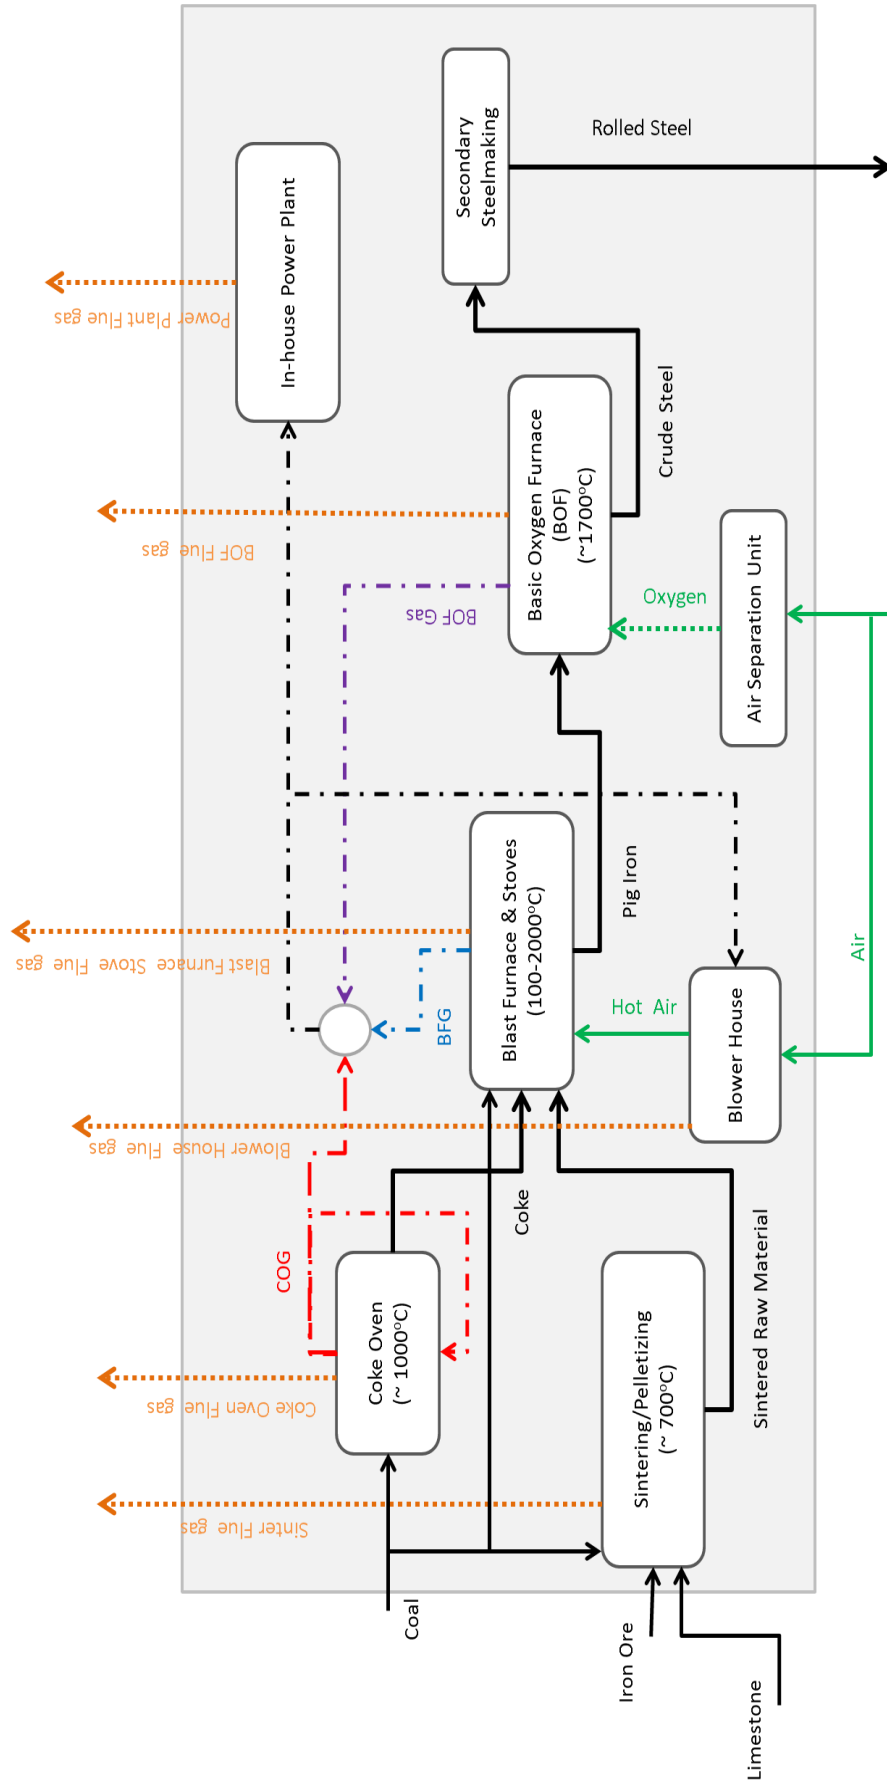 Coal
Iron Ore
Limestone
Sinter Flue gas
Coke Oven Flue gas
Blower House Flue gas
Blast Furnace Stove Flue gas
BOF Flue gas
Power Plant Flue gas
COG
Coke Oven
(~ 1000°C)
Coke
Sintering/Pelletizing
(~ 700°C)
Sintered Raw Material
BFG
Blast Furnace & Stoves
(100-2000°C)
Hot Air
Blower House
Air
Pig Iron
BOF Gas
Basic Oxygen Furnace
(BOF)
(~1700°C)
Oxygen
Air Separation Unit
Crude Steel
In-house Power Plant
Secondary
Steelmaking
Rolled Steel